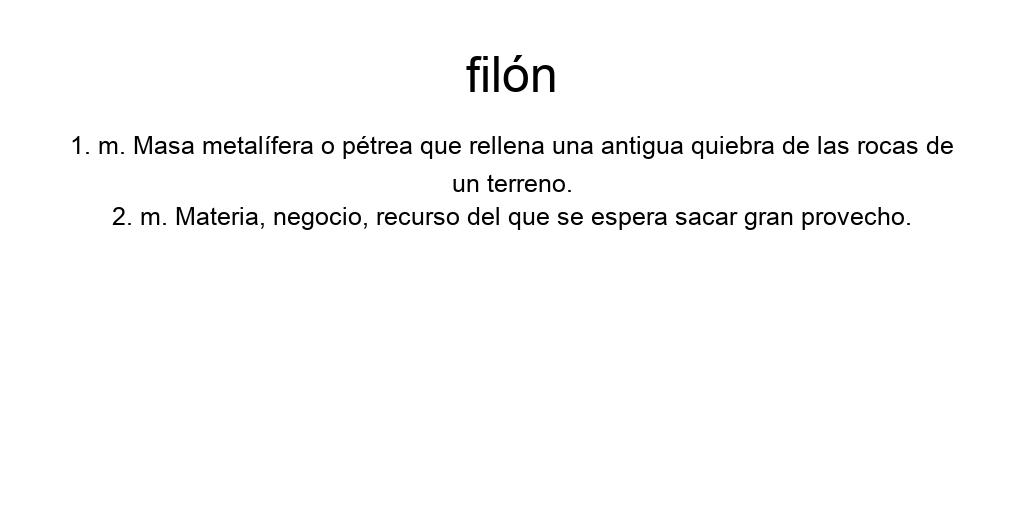 filón
1. m. Masa metalífera o pétrea que rellena una antigua quiebra de las rocas de
un terreno.
2. m. Materia, negocio, recurso del que se espera sacar gran provecho.